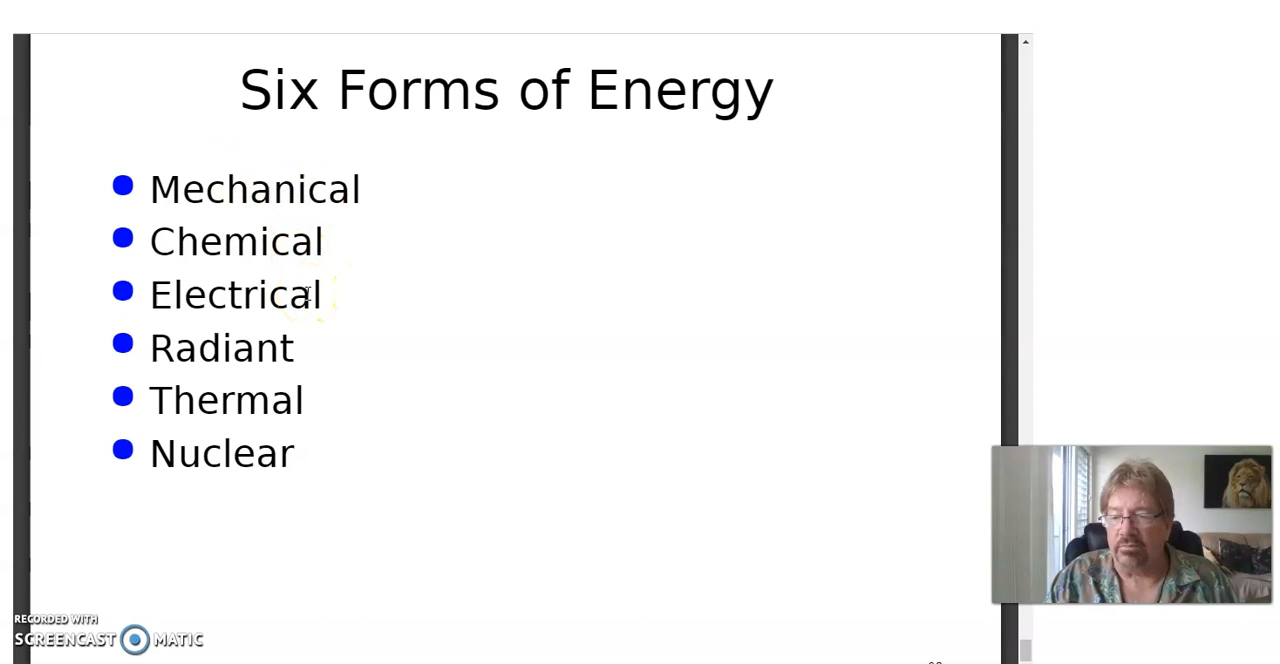 Six Forms of Energy
Mechanical
Chemical
Electrical
Radiant
Thermal
Nuclear
RECORDED WITH
SCREENCAST MATIC